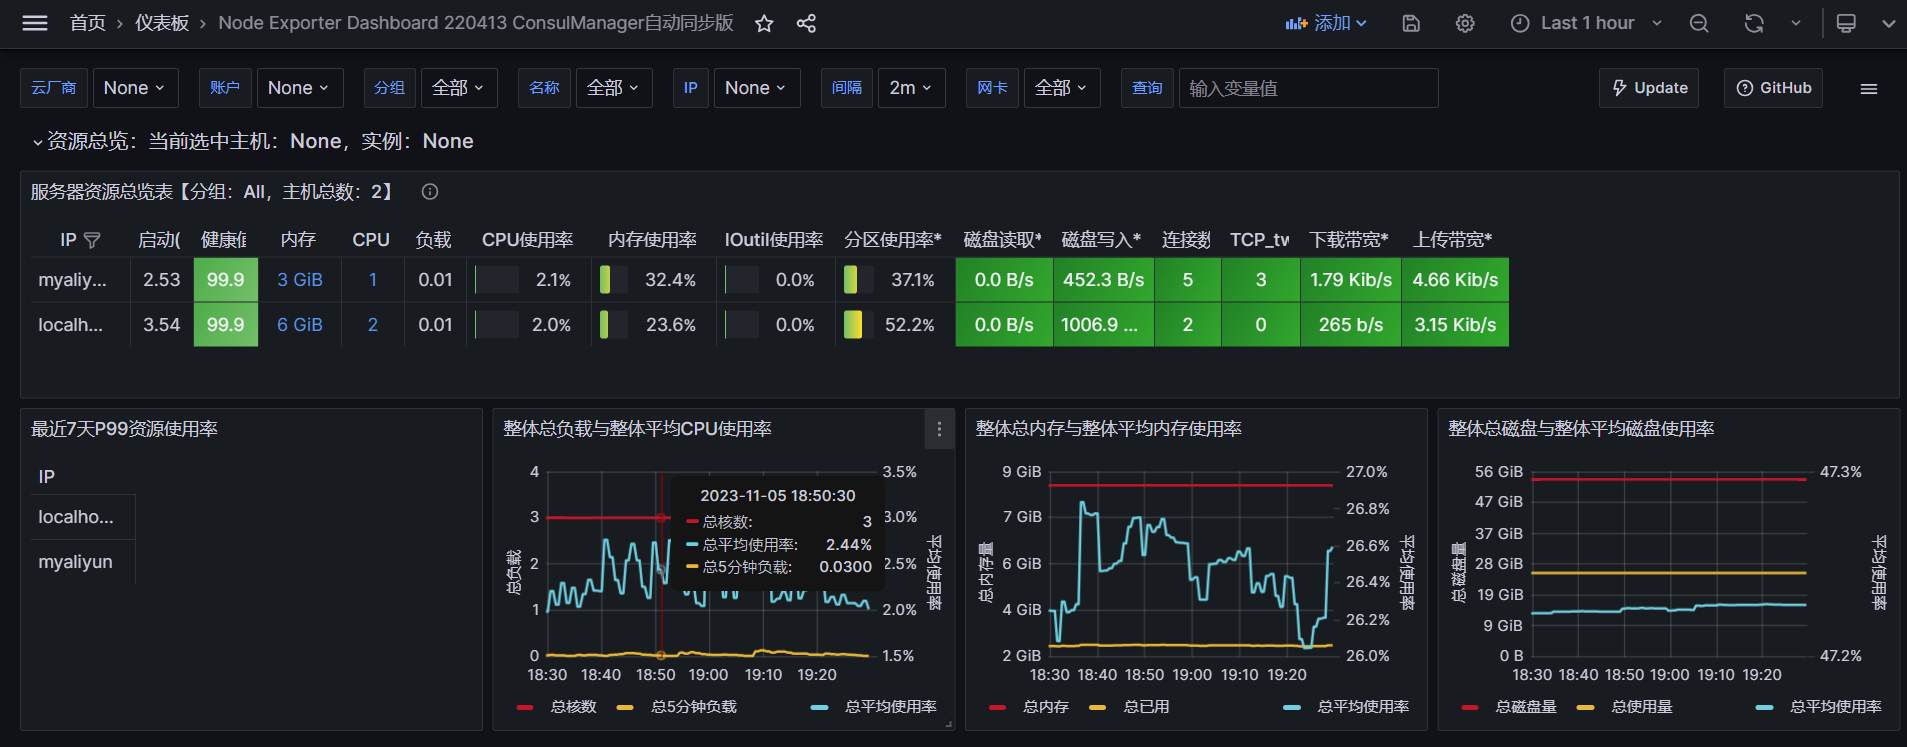 首页 › 仪表板 › Node Exporter Dashboard 220413 ConsulManager自动同步版 添加 Last 1 hour
云厂商 None 账户 None 分组 全部 名称 全部 IP None 间隔 2m 网卡 全部 查询 输入变量值 Update GitHub
资源总览：当前选中主机：None，实例：None
服务器资源总览表【分组：All，主机总数：2】
IP 启动( 健康值 内存 CPU 负载 CPU使用率 内存使用率 IOutil使用率 分区使用率* 磁盘读取* 磁盘写入* 连接数 TCP_tw 下载带宽* 上传带宽*
myaliy... 2.53 99.9 3 GiB 1 0.01 2.1% 32.4% 0.0% 37.1% 0.0 B/s 452.3 B/s 5 3 1.79 Kib/s 4.66 Kib/s
localh... 3.54 99.9 6 GiB 2 0.01 2.0% 23.6% 0.0% 52.2% 0.0 B/s 1006.9 ... 2 0 265 b/s 3.15 Kib/s
最近7天P99资源使用率
IP
localho...
myaliyun
整体总负载与整体平均CPU使用率
4
3
2
1
0
总负载
3.5%
3.0%
2.5%
2.0%
1.5%
平均使用率
2023-11-05 18:50:30
总核数: 3
总平均使用率: 2.44%
总5分钟负载: 0.0300
18:30 18:40 18:50 19:00 19:10 19:20
总核数 总5分钟负载 总平均使用率
整体总内存与整体平均内存使用率
9 GiB
7 GiB
6 GiB
4 GiB
2 GiB
总内存量
27.0%
26.8%
26.6%
26.4%
26.2%
26.0%
平均使用率
18:30 18:40 18:50 19:00 19:10 19:20
总内存 总已用 总平均使用率
整体总磁盘与整体平均磁盘使用率
56 GiB
47 GiB
37 GiB
28 GiB
19 GiB
9 GiB
0 B
总磁盘量
47.3%
47.2%
平均使用率
18:30 18:40 18:50 19:00 19:10 19:20
总磁盘量 总使用量 总平均使用率